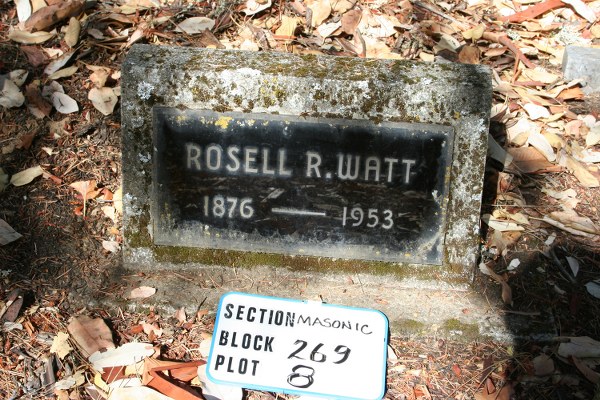 ROSELL R. WATT
1876 — 1953
SECTION MASONIC
BLOCK 269
PLOT 8